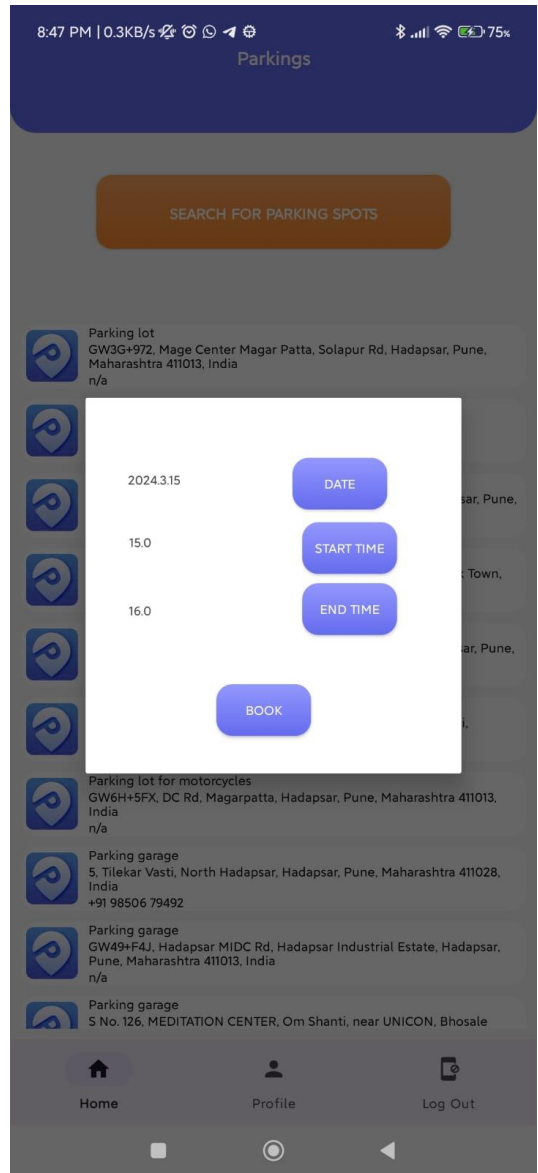 8:47 PM | 0.3KB/s 75%
Parkings
SEARCH FOR PARKING SPOTS
Parking lot
GW3G+972, Mage Center Magar Patta, Solapur Rd, Hadapsar, Pune,
Maharashtra 411013, India
n/a
sar, Pune,
Town,
ar, Pune,
i,
2024.3.15 DATE
15.0 START TIME
16.0 END TIME
BOOK
Parking lot for motorcycles
GW6H+5FX, DC Rd, Magarpatta, Hadapsar, Pune, Maharashtra 411013,
India
n/a
Parking garage
5, Tilekar Vasti, North Hadapsar, Hadapsar, Pune, Maharashtra 411028,
India
+91 98506 79492
Parking garage
GW49+F4J, Hadapsar MIDC Rd, Hadapsar Industrial Estate, Hadapsar,
Pune, Maharashtra 411013, India
n/a
Parking garage
S No. 126, MEDITATION CENTER, Om Shanti, near UNICON, Bhosale
Home Profile Log Out